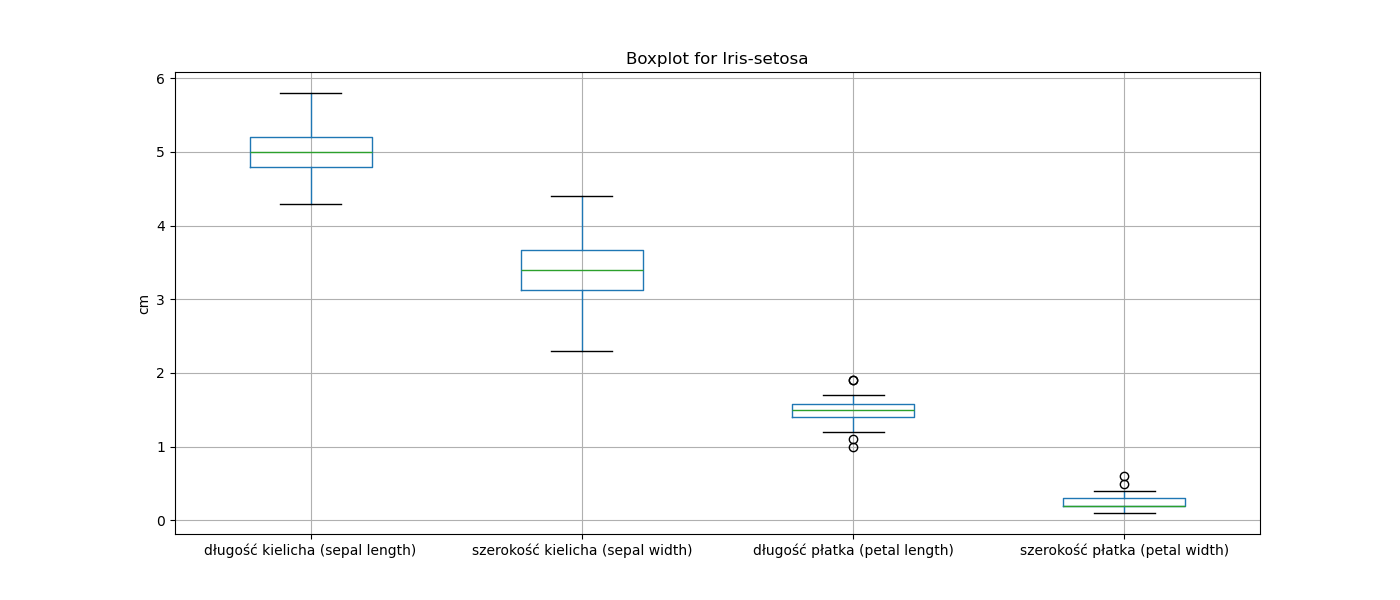 Boxplot for Iris-setosa
6
5
4
3
2
1
0
cm
długość kielicha (sepal length)
szerokość kielicha (sepal width)
długość płatka (petal length)
szerokość płatka (petal width)